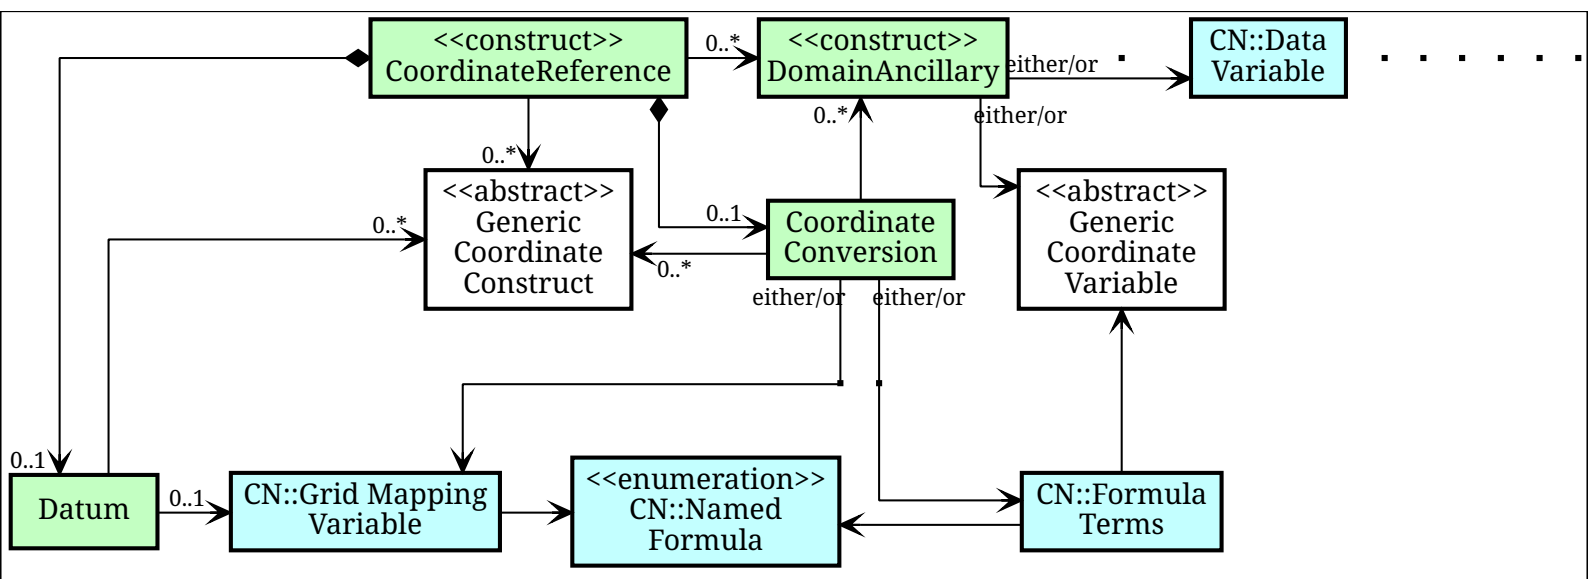 <<construct>>
CoordinateReference
0..*
<<construct>>
DomainAncillary
either/or
CN::Data
Variable
either/or
0..*
0..*
<<abstract>>
Generic
Coordinate
Construct
0..*
0..1
0..*
Coordinate
Conversion
<<abstract>>
Generic
Coordinate
Variable
either/or
either/or
0..1
Datum
0..1
CN::Grid Mapping
Variable
<<enumeration>>
CN::Named
Formula
CN::Formula
Terms